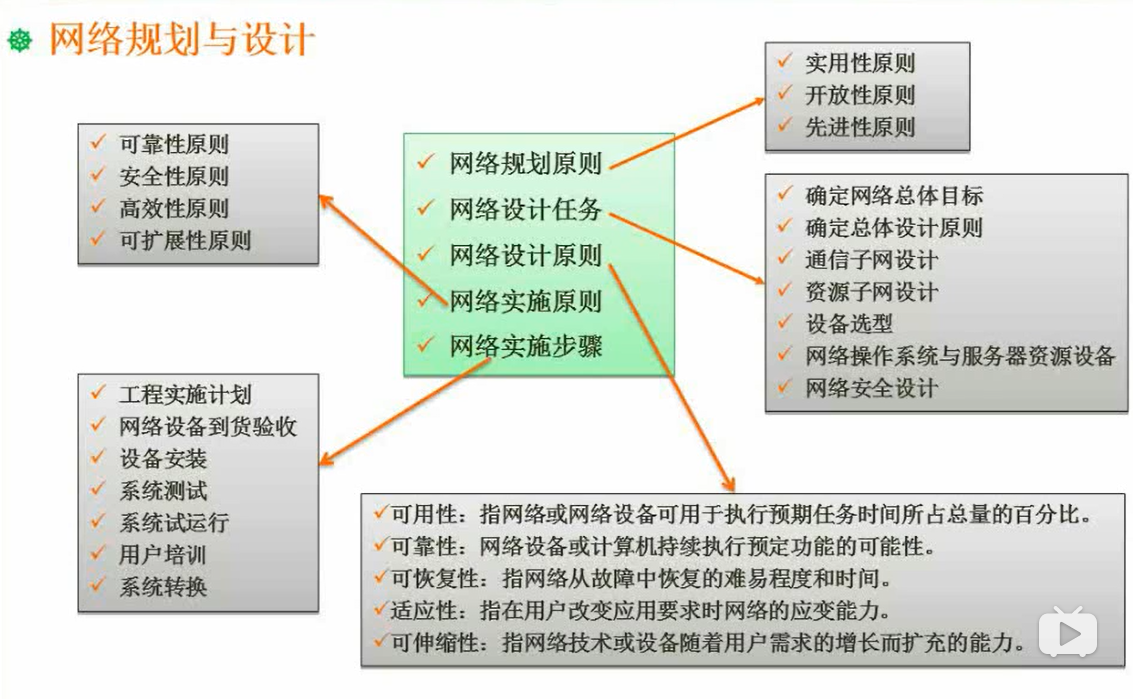 网络规划与设计
实用性原则
开放性原则
先进性原则
可靠性原则
安全性原则
高效性原则
可扩展性原则
网络规划原则
网络设计任务
网络设计原则
网络实施原则
网络实施步骤
确定网络总体目标
确定总体设计原则
通信子网设计
资源子网设计
设备选型
网络操作系统与服务器资源设备
网络安全设计
工程实施计划
网络设备到货验收
设备安装
系统测试
系统试运行
用户培训
系统转换
可用性：指网络或网络设备可用于执行预期任务时间所占总量的百分比。
可靠性：网络设备或计算机持续执行预定功能的可能性。
可恢复性：指网络从故障中恢复的难易程度和时间。
适应性：指在用户改变应用要求时网络的应变能力。
可伸缩性：指网络技术或设备随着用户需求的增长而扩充的能力。